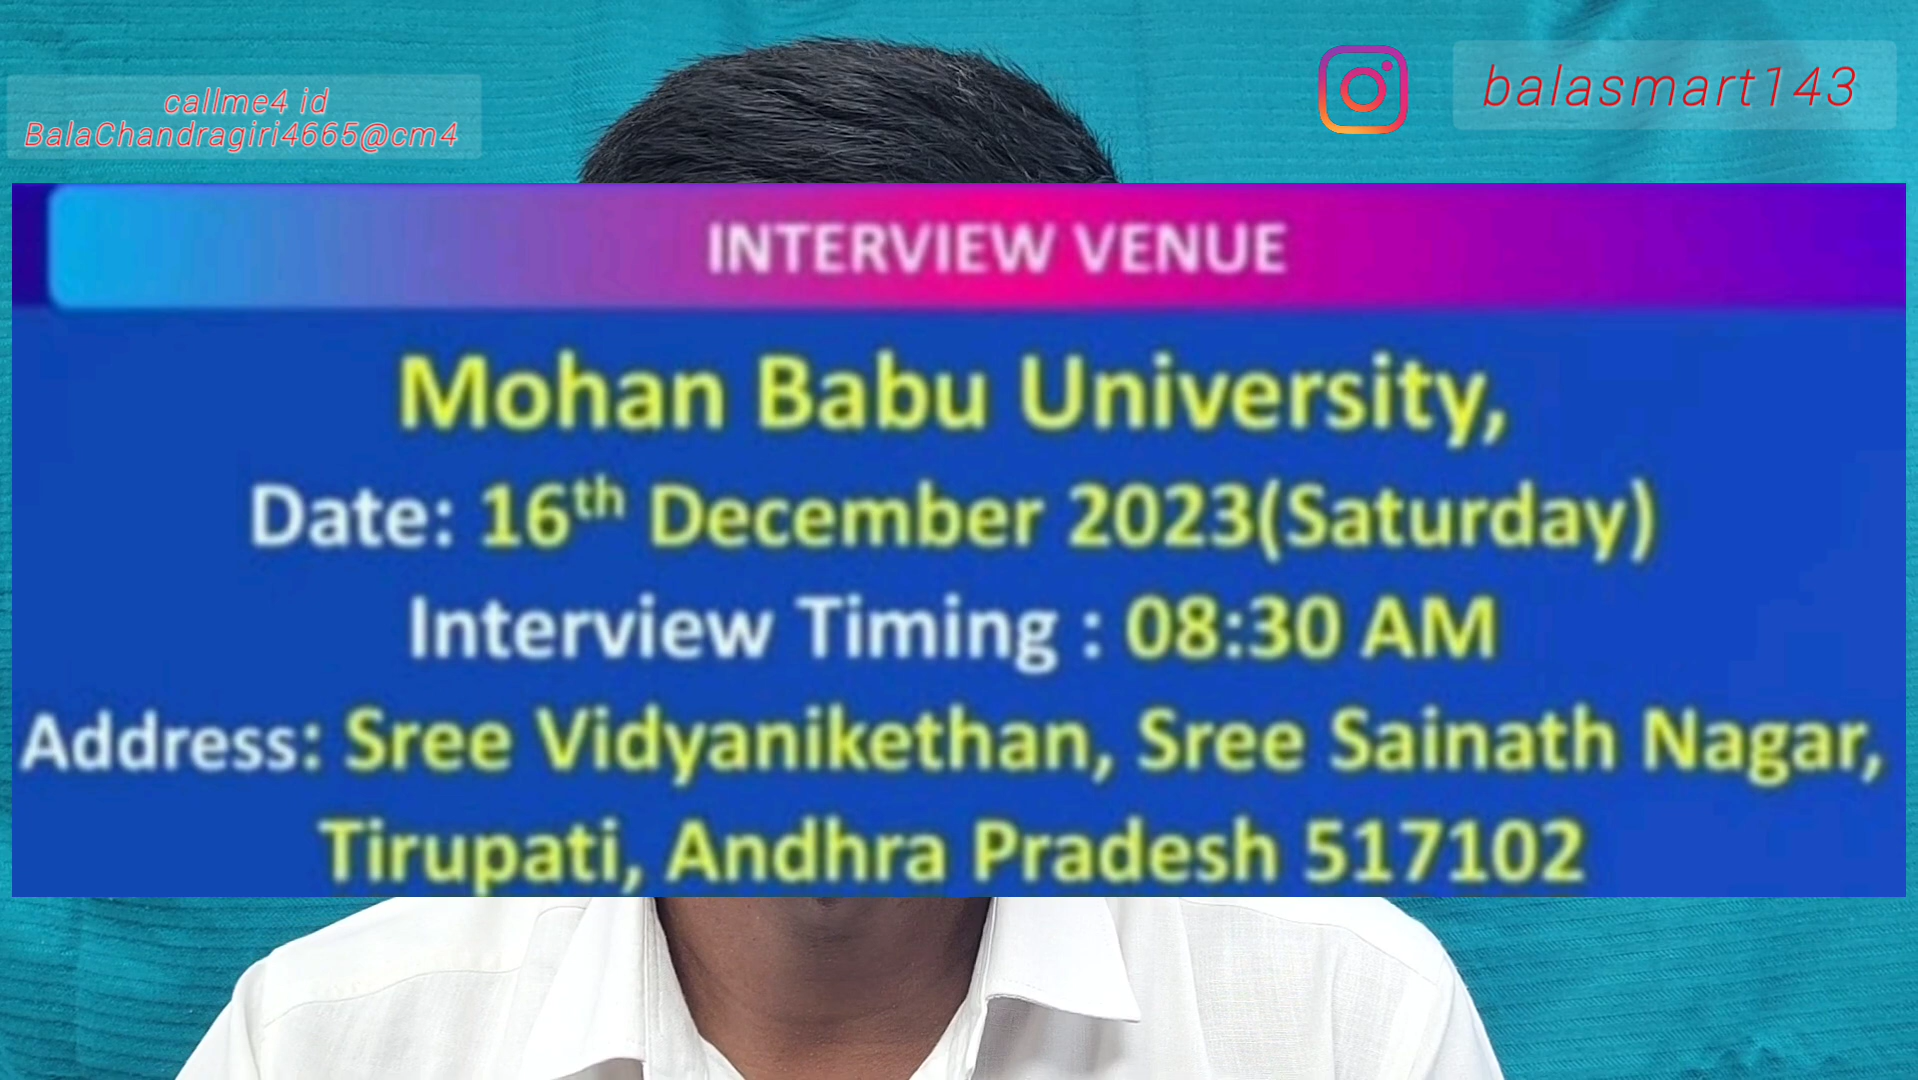 callme4 id
BalaChandragiri4665@cm4
balasmart143
INTERVIEW VENUE
Mohan Babu University,
Date: 16th December 2023(Saturday)
Interview Timing : 08:30 AM
Address: Sree Vidyanikethan, Sree Sainath Nagar,
Tirupati, Andhra Pradesh 517102